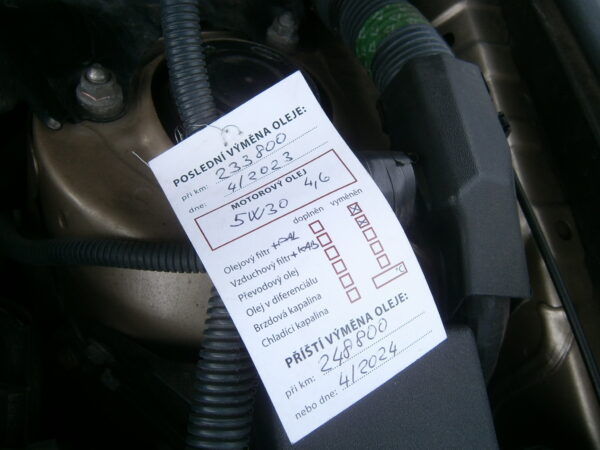 POSLEDNÍ VÝMĚNA OLEJE:
při km: 233800
dne: 4/2023
MOTOROVÝ OLEJ
5W30 4,6
doplněn vyměněn
Olejový filtr
Vzduchový filtr
Převodový olej
Olej v diferenciálu
Brzdová kapalina
Chladící kapalina °C
PŘÍŠTÍ VÝMĚNA OLEJE:
při km: 248800
nebo dne: 4/2024